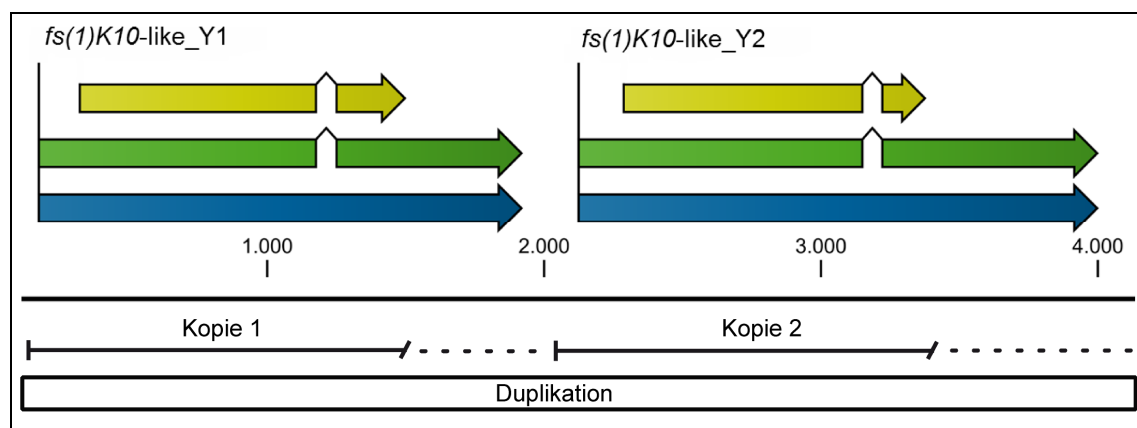 fs(1)K10-like_Y1 fs(1)K10-like_Y2
1.000 2.000 3.000 4.000
Kopie 1 Kopie 2
Duplikation